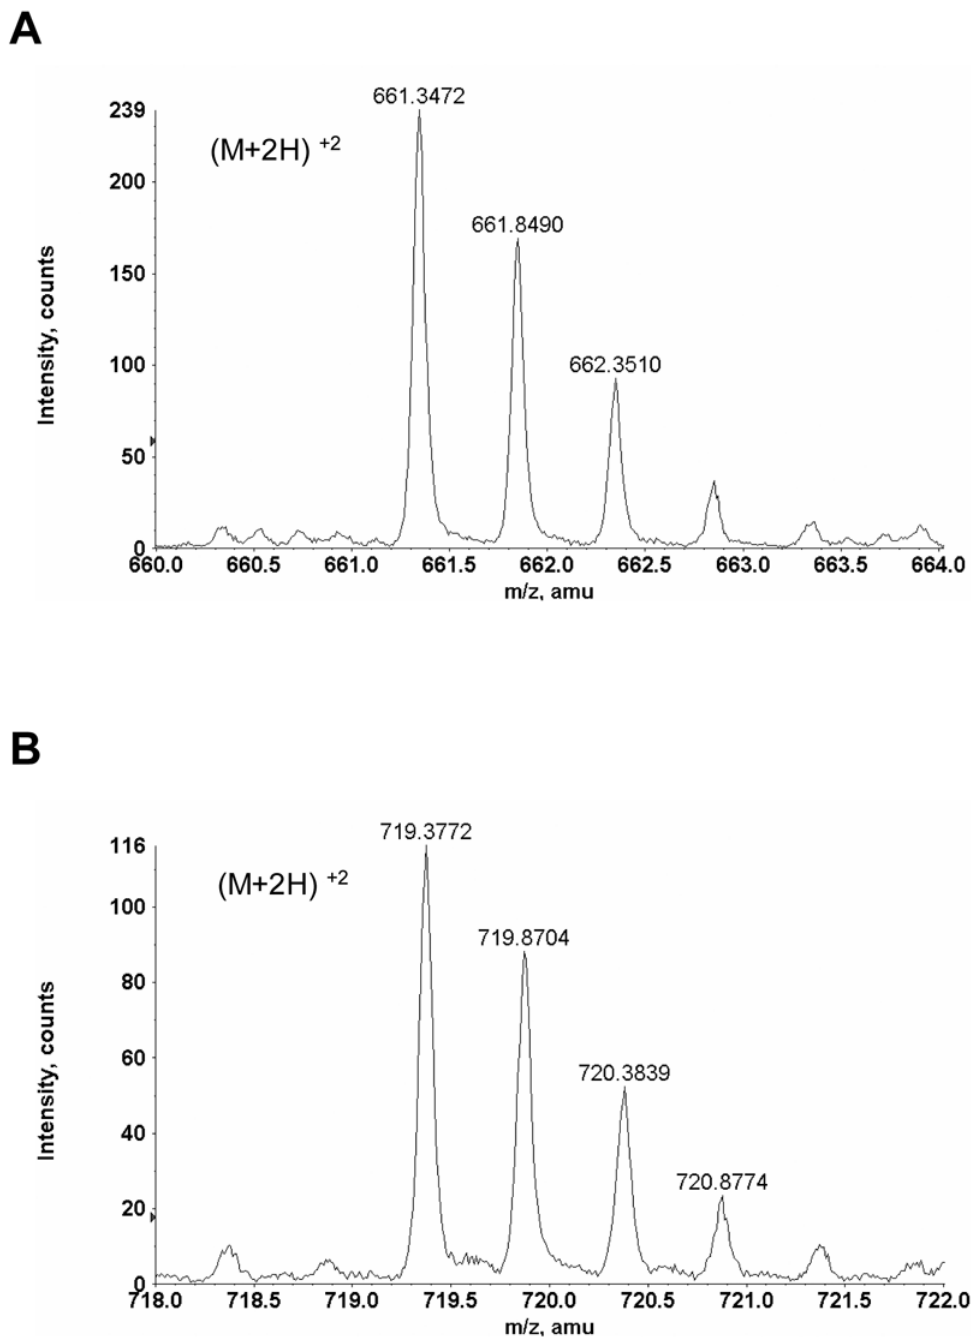 A
661.3472
239
(M+2H) +2
661.8490
200
150
662.3510
100
50
0
Intensity, counts
660.0 660.5 661.0 661.5 662.0 662.5 663.0 663.5 664.0
m/z, amu
B
719.3772
116
(M+2H) +2
719.8704
100
80
720.3839
60
40
720.8774
20
0
Intensity, counts
718.0 718.5 719.0 719.5 720.0 720.5 721.0 721.5 722.0
m/z, amu